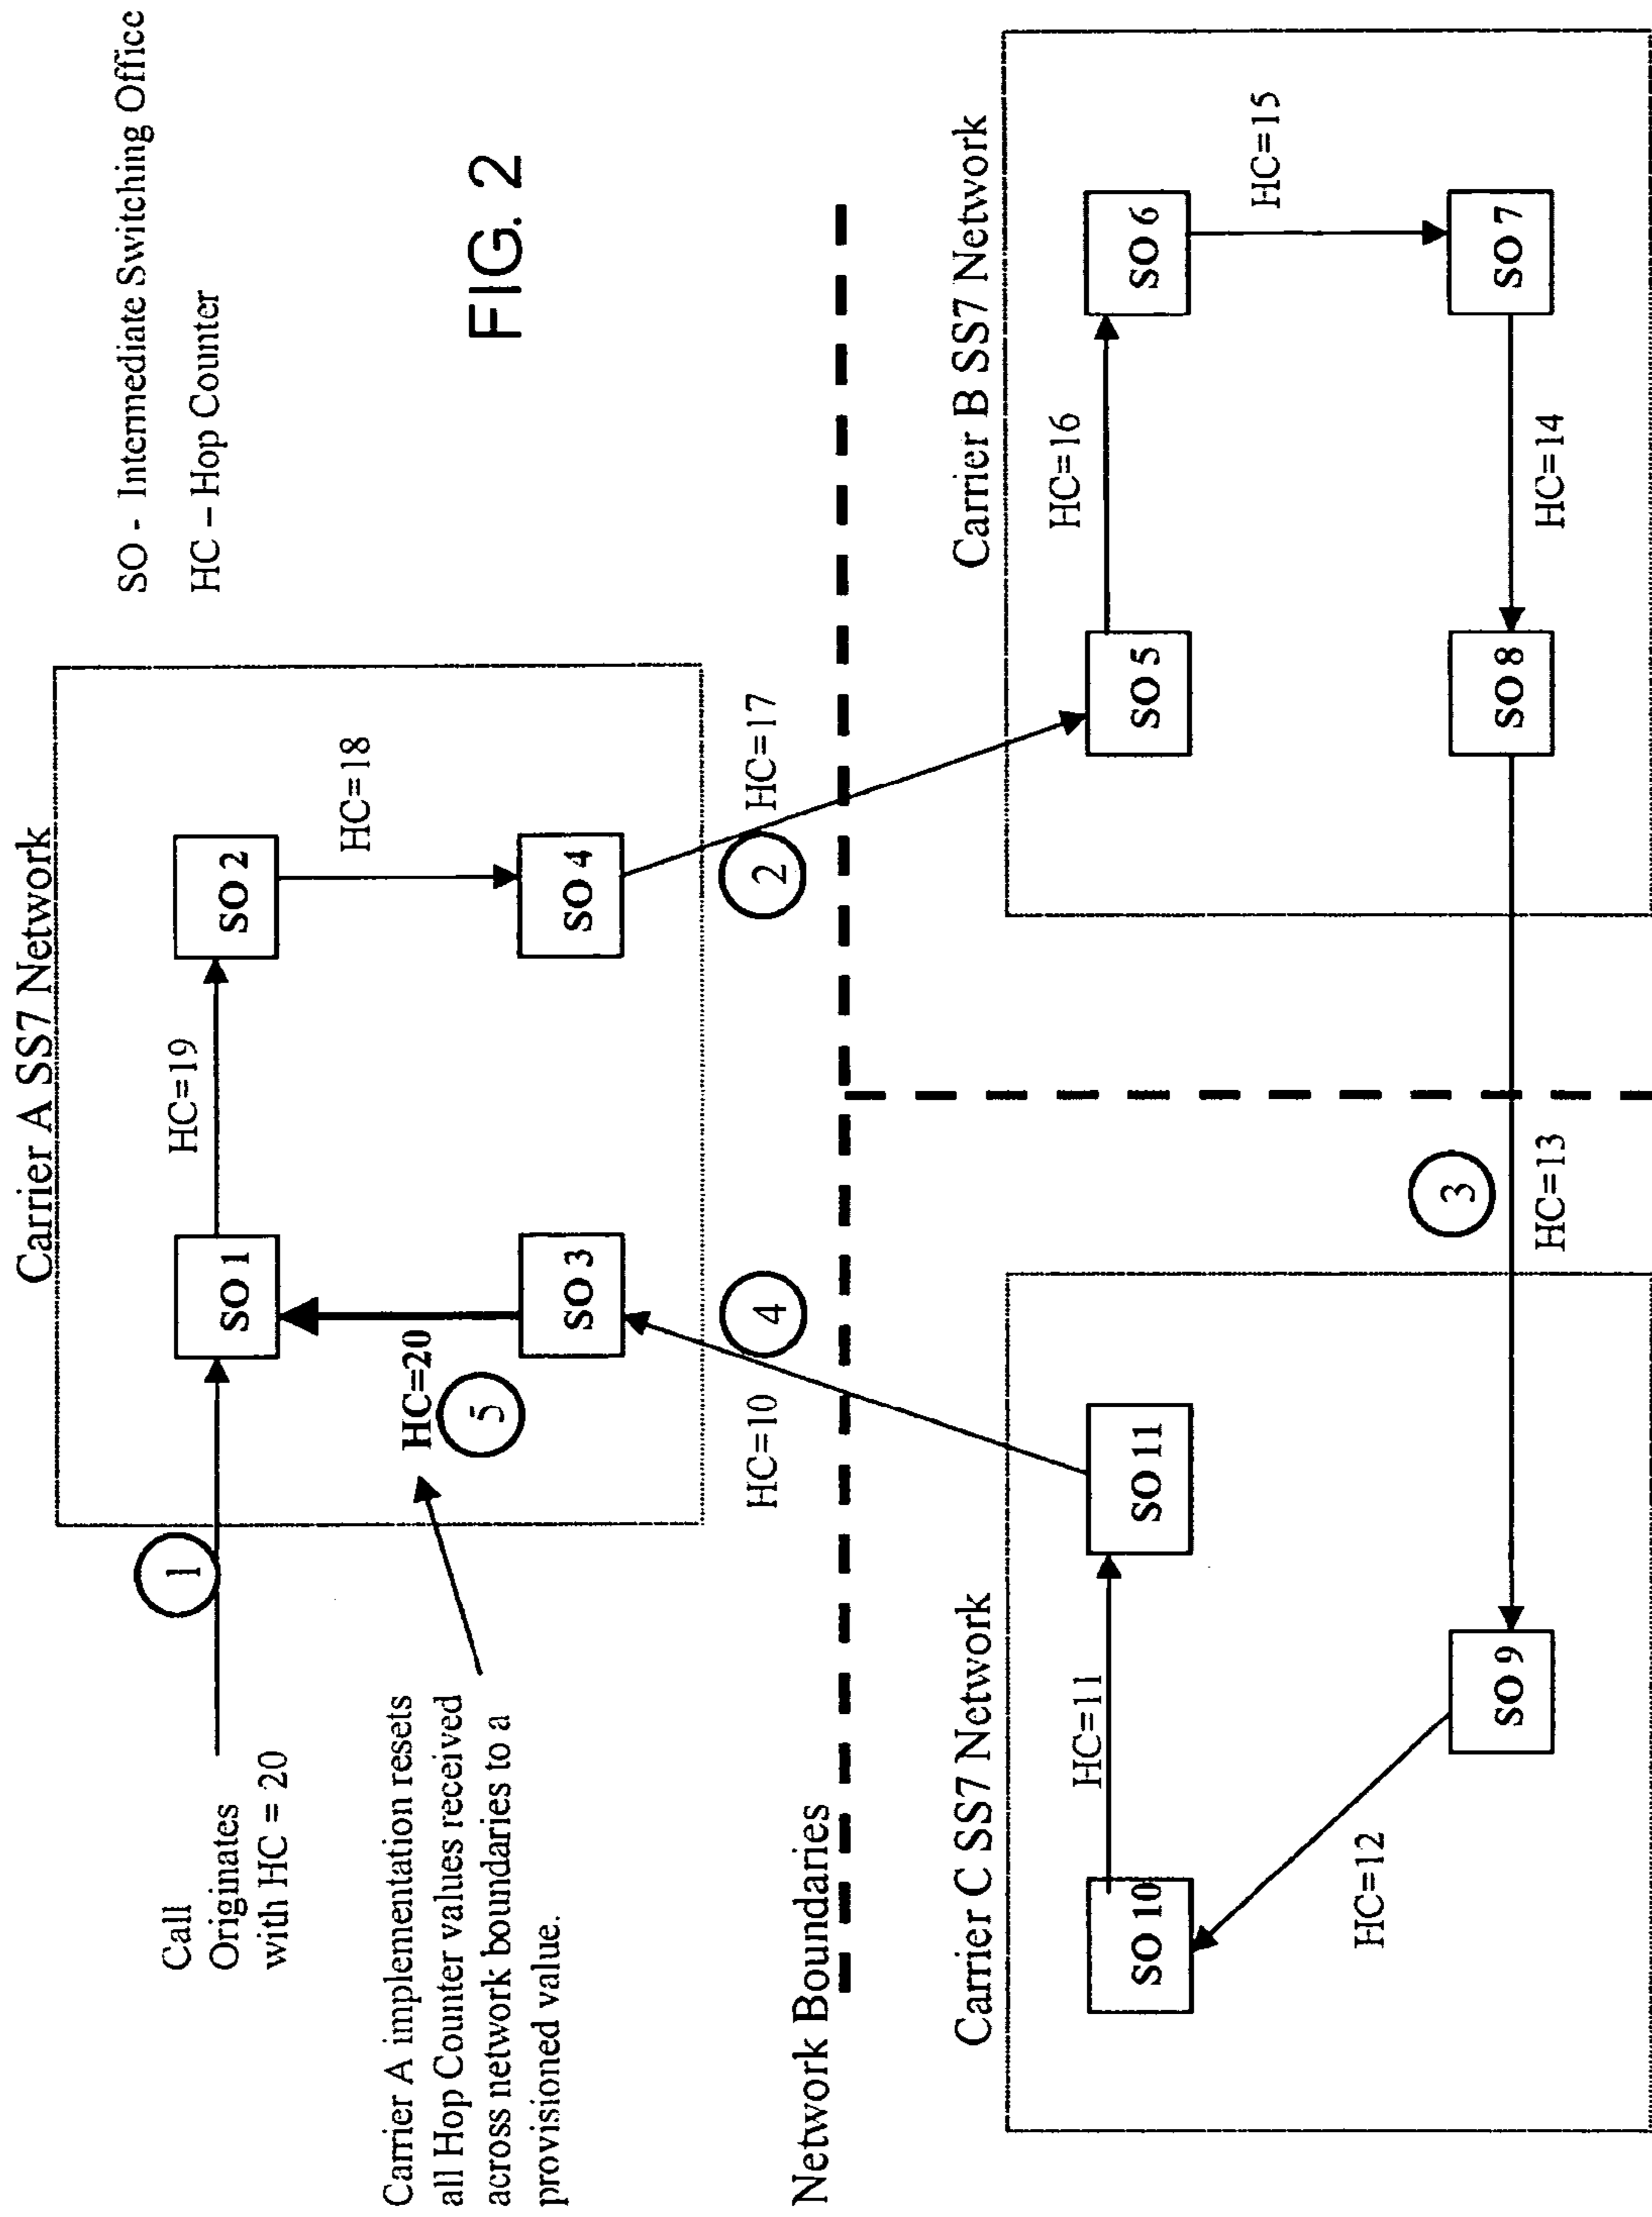 Carrier A SS7 Network
SO - Intermediate Switching Office
HC – Hop Counter
FIG. 2
Call
Originates
with HC = 20
1
SO 1
HC=19
SO 2
HC=18
Carrier A implementation resets
all Hop Counter values received
across network boundaries to a
provisioned value.
HC=20
5
SO 3
SO 4
HC=10
4
2
HC=17
Network Boundaries
Carrier C SS7 Network
Carrier B SS7 Network
SO 10
HC=11
SO 11
SO 5
HC=16
SO 6
HC=12
HC=15
SO 9
3
HC=13
SO 8
HC=14
SO 7